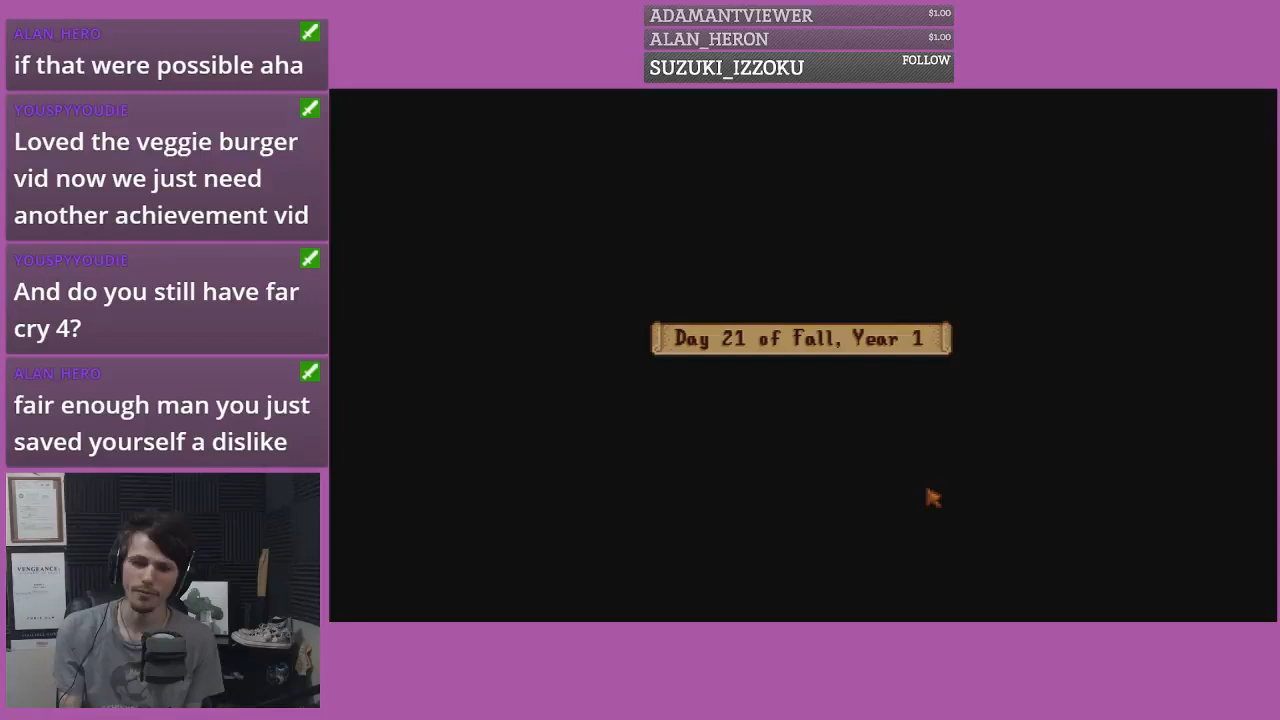 ALAN_HERO
if that were possible aha
YOUSPYYOUDIE
Loved the veggie burger
vid now we just need
another achievement vid
YOUSPYYOUDIE
And do you still have far
cry 4?
ALAN_HERO
fair enough man you just
saved yourself a dislike
ADAMANTVIEWER $1.00
ALAN_HERON $1.00
SUZUKI_IZZOKU FOLLOW
Day 21 of Fall, Year 1
VENGEANCE